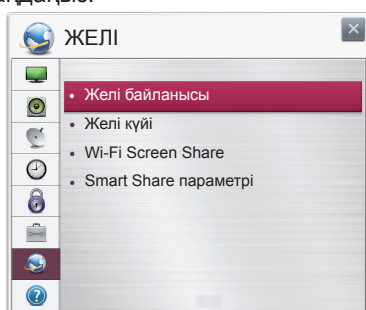 ЖЕЛІ
• Желі байланысы
• Желі күйі
• Wi-Fi Screen Share
• Smart Share параметрі